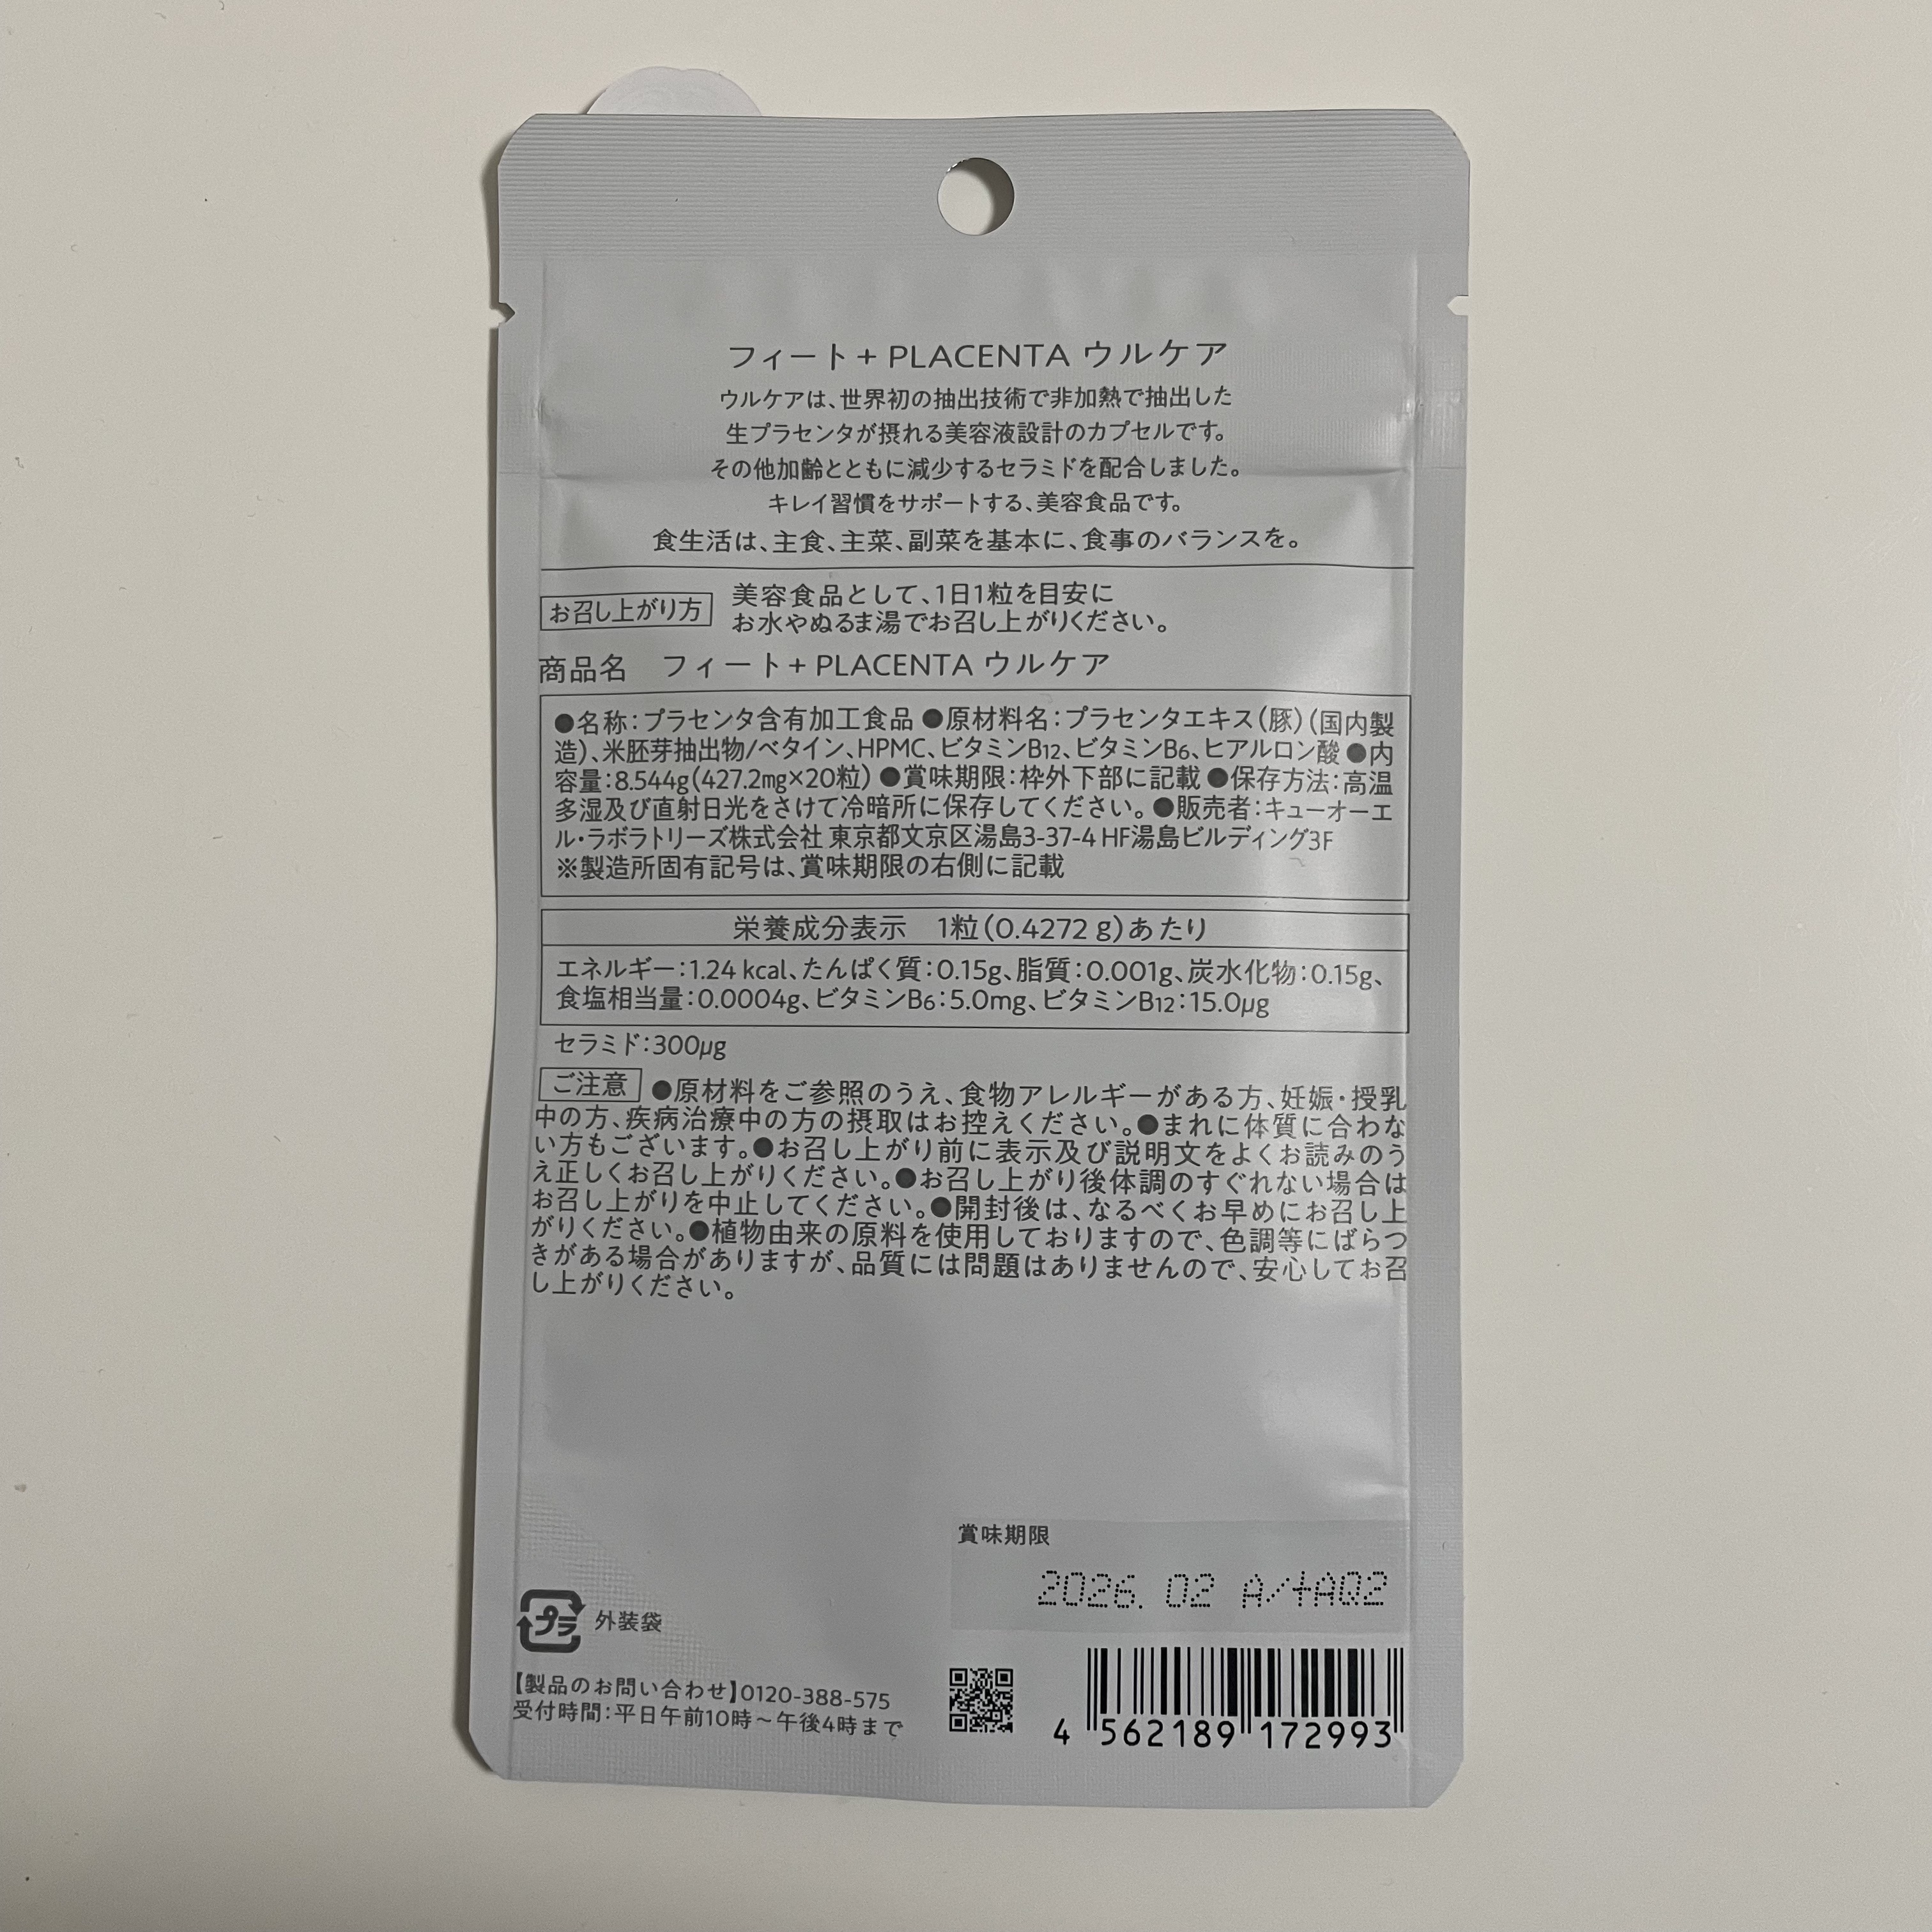 フィート+ PLACENTA ウルケア
ウルケアは、世界初の抽出技術で非加熱で抽出した
生プラセンタが摂れる美容液設計のカプセルです。
その他加齢とともに減少するセラミドを配合しました。
キレイ習慣をサポートする、美容食品です。
食生活は、主食、主菜、副菜を基本に、食事のバランスを。
お召し上がり方 美容食品として、1日1粒を目安に
お水やぬるま湯でお召し上がりください。
商品名 フィート+ PLACENTA ウルケア
●名称:プラセンタ含有加工食品 ●原材料名:プラセンタエキス(豚)(国内製
造)、米胚芽抽出物/ベタイン、HPMC、ビタミンB12、ビタミンB6、ヒアルロン酸 ●内
容量:8.544g(427.2mg×20粒) ●賞味期限:枠外下部に記載 ●保存方法:高温
多湿及び直射日光をさけて冷暗所に保存してください。●販売者:キューオーエ
ル・ラボラトリーズ株式会社 東京都文京区湯島3-37-4 HF湯島ビルディング3F
※製造所固有記号は、賞味期限の右側に記載
栄養成分表示 1粒(0.4272 g)あたり
エネルギー:1.24 kcal、たんぱく質:0.15g、脂質:0.001g、炭水化物:0.15g、
食塩相当量:0.0004g、ビタミンB6:5.0mg、ビタミンB12:15.0μg
セラミド:300μg
ご注意 ●原材料をご参照のうえ、食物アレルギーがある方、妊娠・授乳
中の方、疾病治療中の方の摂取はお控えください。●まれに体質に合わな
い方もございます。●お召し上がり前に表示及び説明文をよくお読みのう
え正しくお召し上がりください。●お召し上がり後体調のすぐれない場合は
お召し上がりを中止してください。●開封後は、なるべくお早めにお召し上
がりください。●植物由来の原料を使用しておりますので、色調等にばらつ
きがある場合がありますが、品質には問題はありませんので、安心してお召
し上がりください。
賞味期限
2026. 02 A/+AQ2
プラ 外装袋
【製品のお問い合わせ】0120-388-575
受付時間:平日午前10時～午後4時まで
4 562189 172993